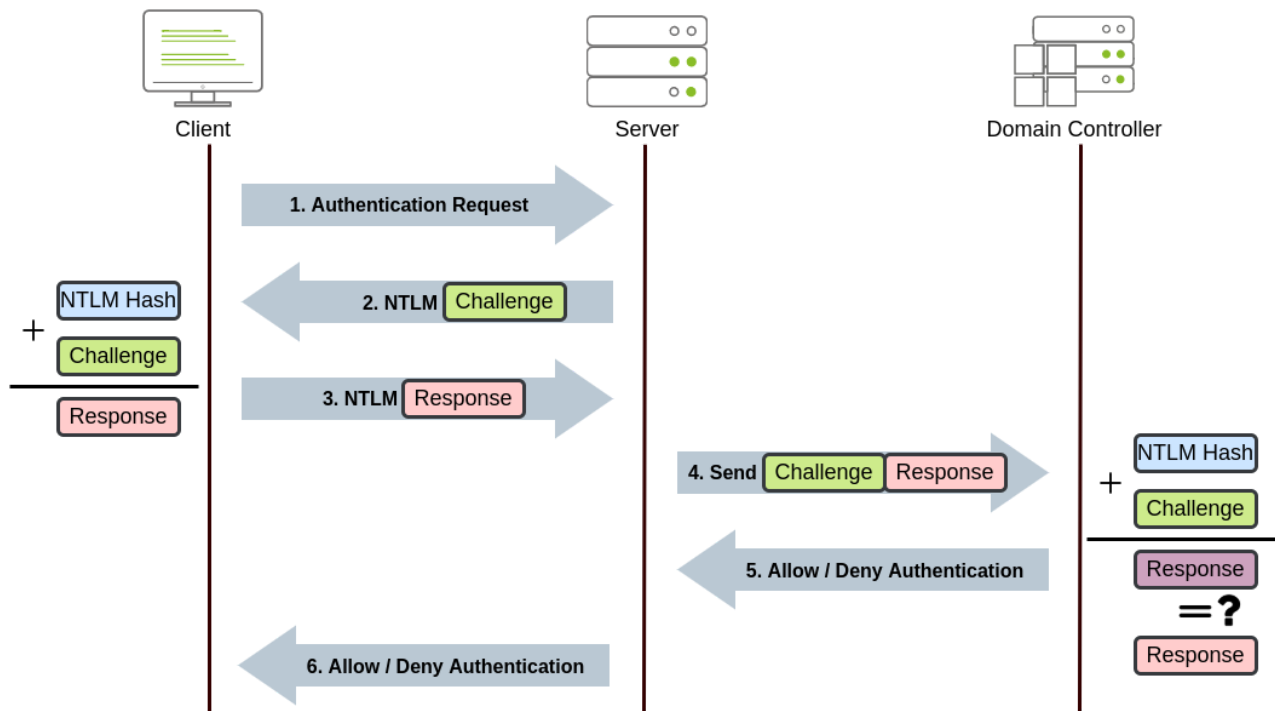 Client
Server
Domain Controller
1. Authentication Request
2. NTLM Challenge
NTLM Hash
+
Challenge
Response
3. NTLM Response
4. Send Challenge Response
NTLM Hash
+
Challenge
Response
=?
Response
5. Allow / Deny Authentication
6. Allow / Deny Authentication